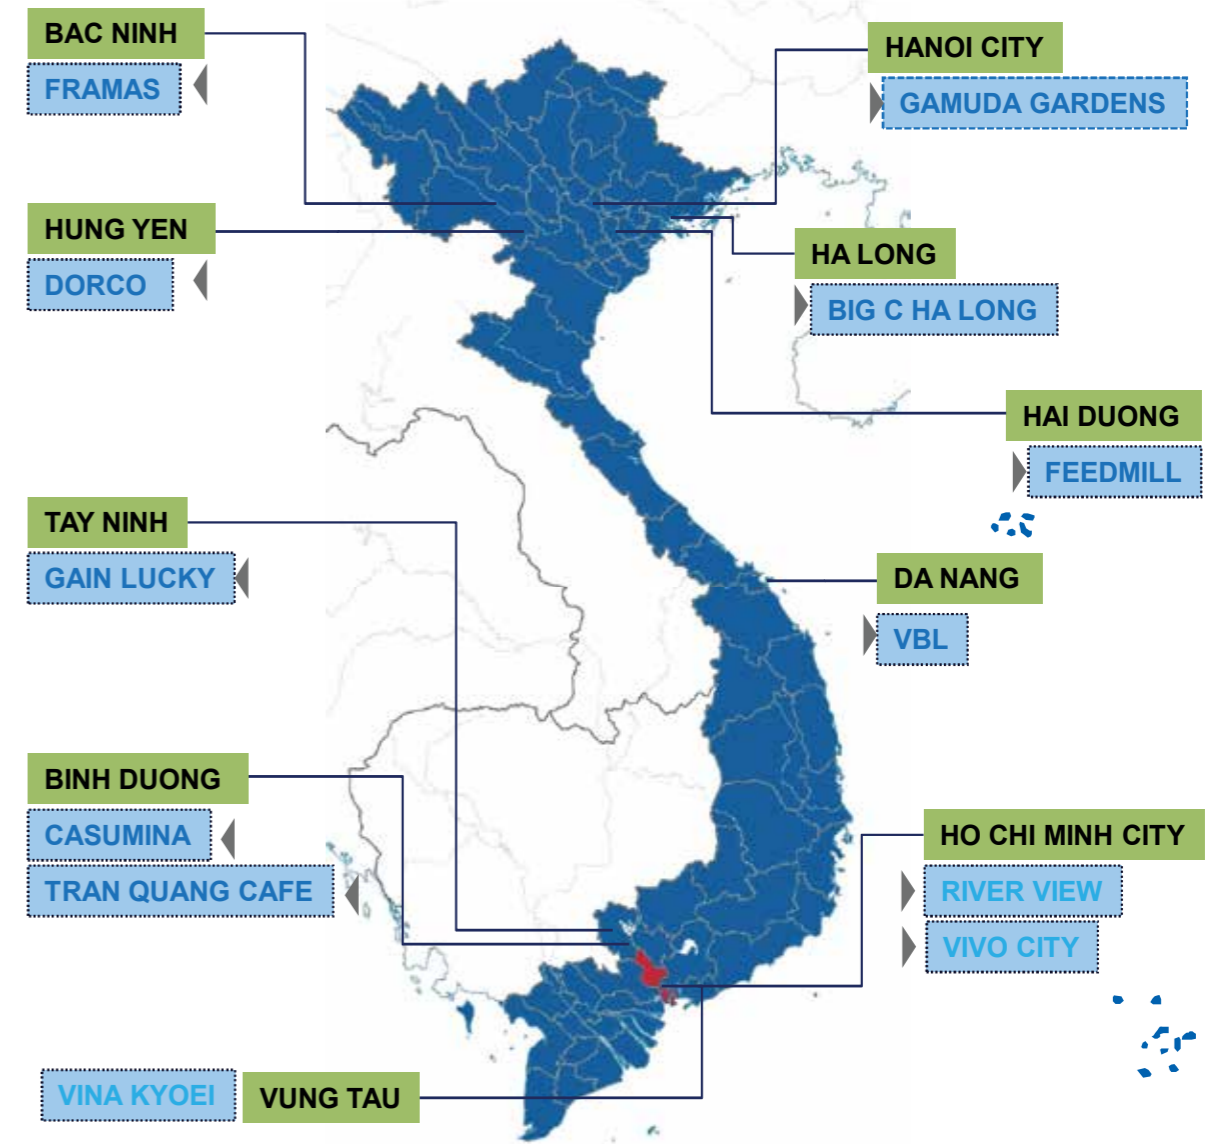 BAC NINH
FRAMAS
HANOI CITY
GAMUDA GARDENS
HUNG YEN
DORCO
HA LONG
BIG C HA LONG
HAI DUONG
FEEDMILL
TAY NINH
GAIN LUCKY
DA NANG
VBL
BINH DUONG
CASUMINA
TRAN QUANG CAFE
HO CHI MINH CITY
RIVER VIEW
VIVO CITY
VINA KYOEI
VUNG TAU